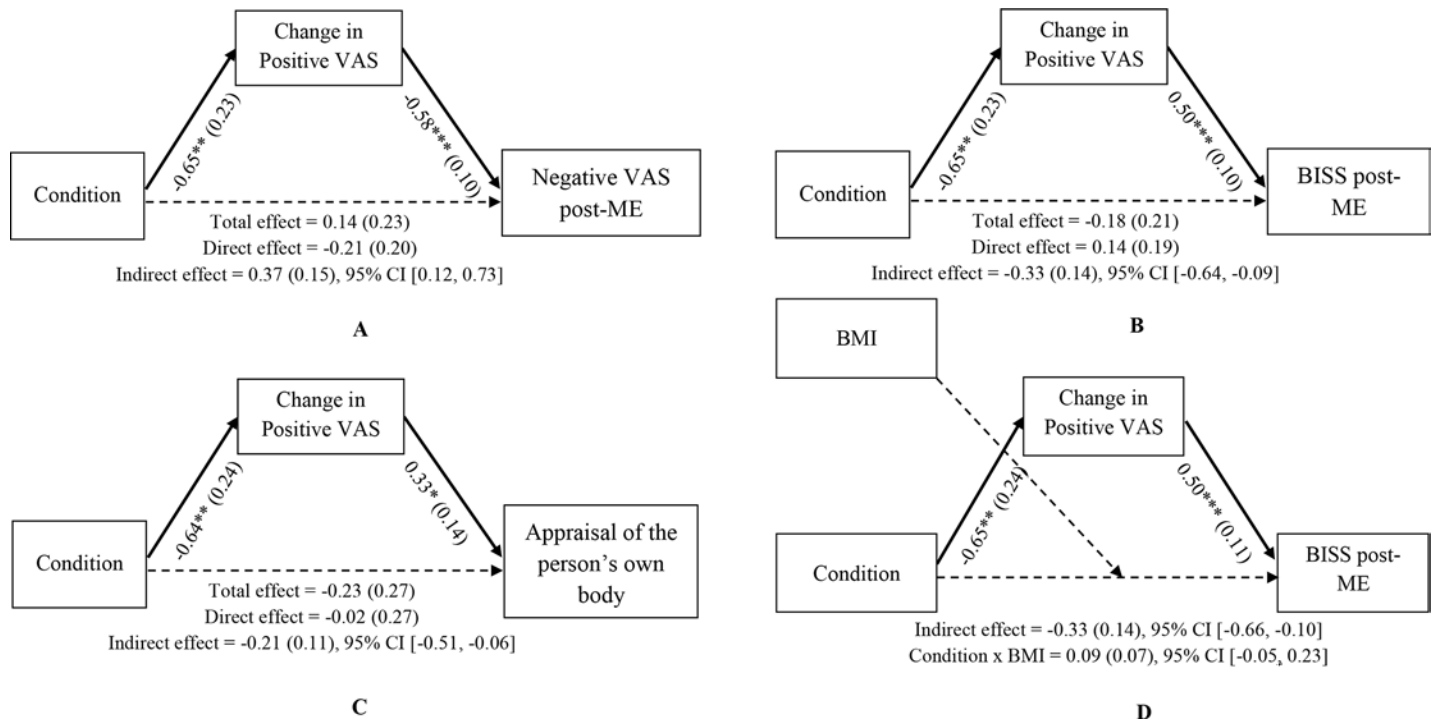 Change in
Positive VAS
-0.65** (0.23)
-0.58*** (0.10)
Condition
Negative VAS
post-ME
Total effect = 0.14 (0.23)
Direct effect = -0.21 (0.20)
Indirect effect = 0.37 (0.15), 95% CI [0.12, 0.73]
A
Change in
Positive VAS
-0.65** (0.23)
0.50*** (0.10)
Condition
BISS post-
ME
Total effect = -0.18 (0.21)
Direct effect = 0.14 (0.19)
Indirect effect = -0.33 (0.14), 95% CI [-0.64, -0.09]
B
Change in
Positive VAS
-0.64** (0.24)
0.33* (0.14)
Condition
Appraisal of the
person’s own
body
Total effect = -0.23 (0.27)
Direct effect = -0.02 (0.27)
Indirect effect = -0.21 (0.11), 95% CI [-0.51, -0.06]
C
BMI
Change in
Positive VAS
-0.65** (0.24)
0.50*** (0.11)
Condition
BISS post-
ME
Indirect effect = -0.33 (0.14), 95% CI [-0.66, -0.10]
Condition x BMI = 0.09 (0.07), 95% CI [-0.05, 0.23]
D